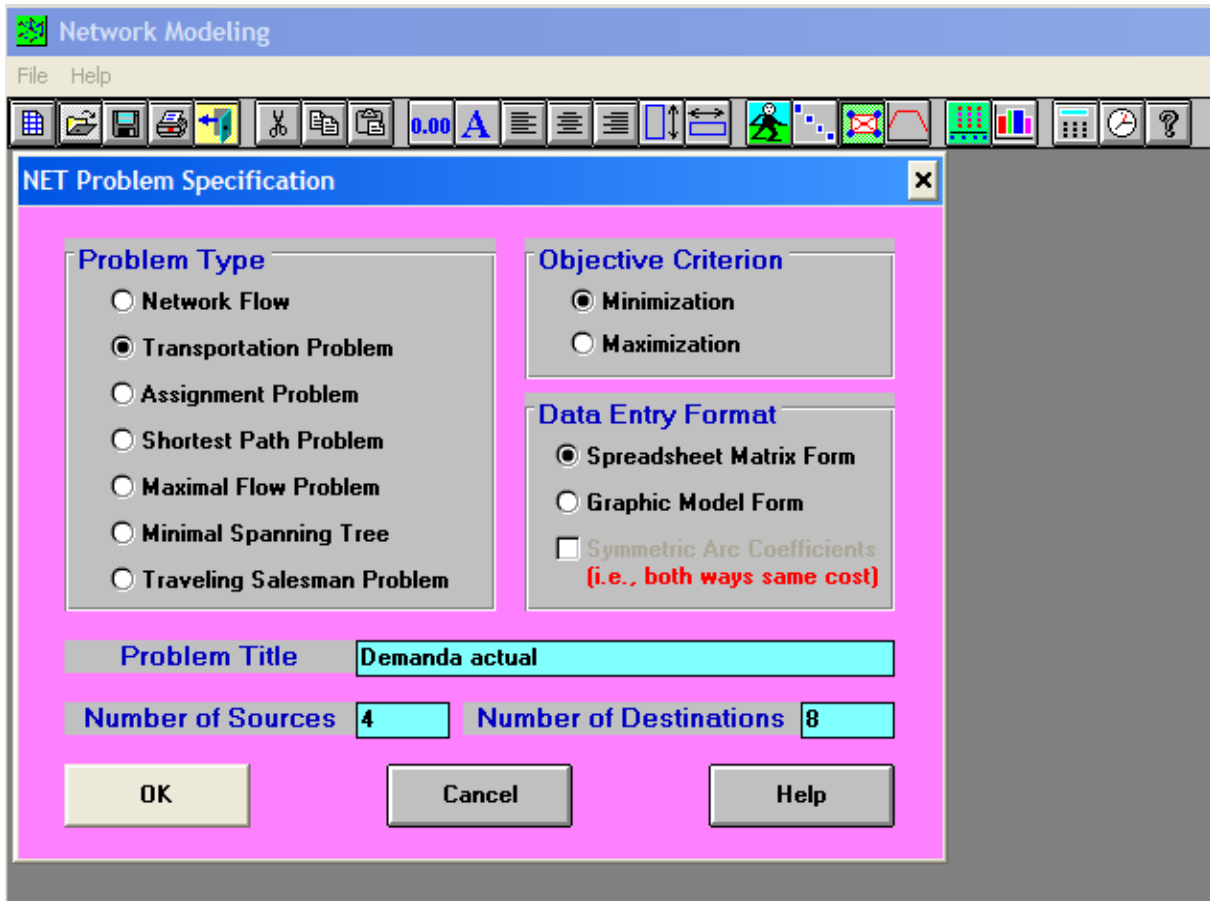 Network Modeling
File Help
0.00 A ?
NET Problem Specification
Problem Type
Network Flow
Transportation Problem
Assignment Problem
Shortest Path Problem
Maximal Flow Problem
Minimal Spanning Tree
Traveling Salesman Problem
Objective Criterion
Minimization
Maximization
Data Entry Format
Spreadsheet Matrix Form
Graphic Model Form
Symmetric Arc Coefficients
(i.e., both ways same cost)
Problem Title Demanda actual
Number of Sources 4 Number of Destinations 8
OK Cancel Help